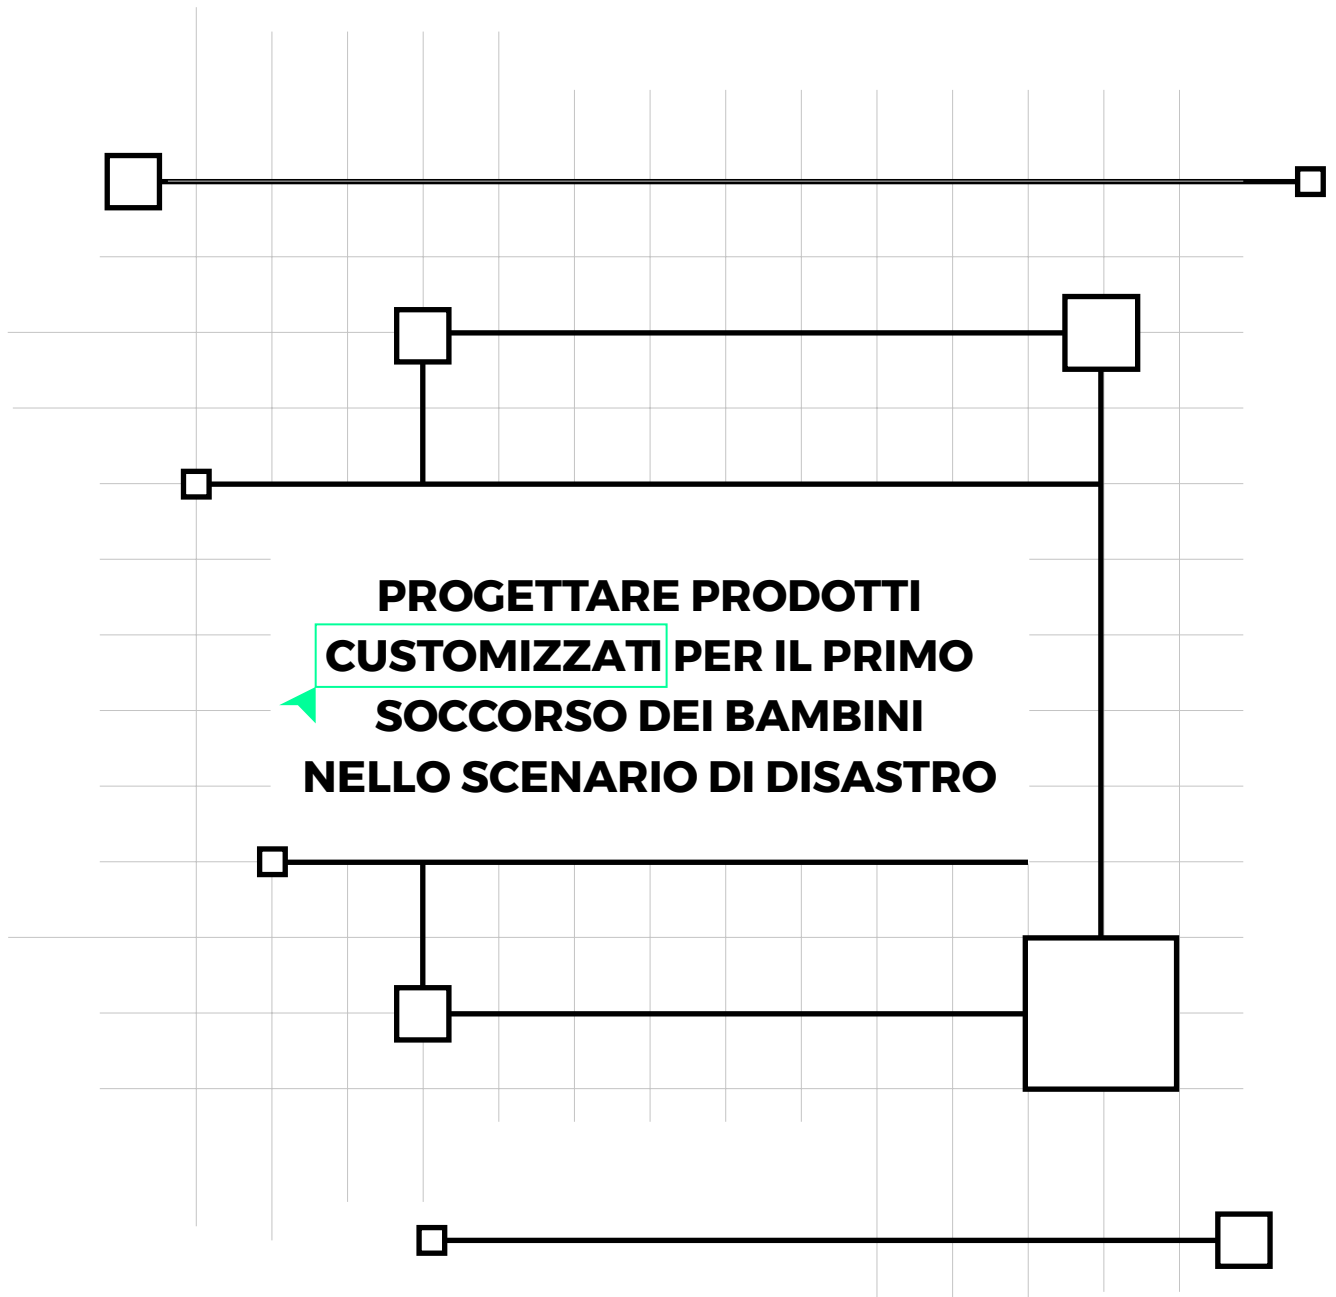 PROGETTARE PRODOTTI
CUSTOMIZZATI PER IL PRIMO
SOCCORSO DEI BAMBINI
NELLO SCENARIO DI DISASTRO